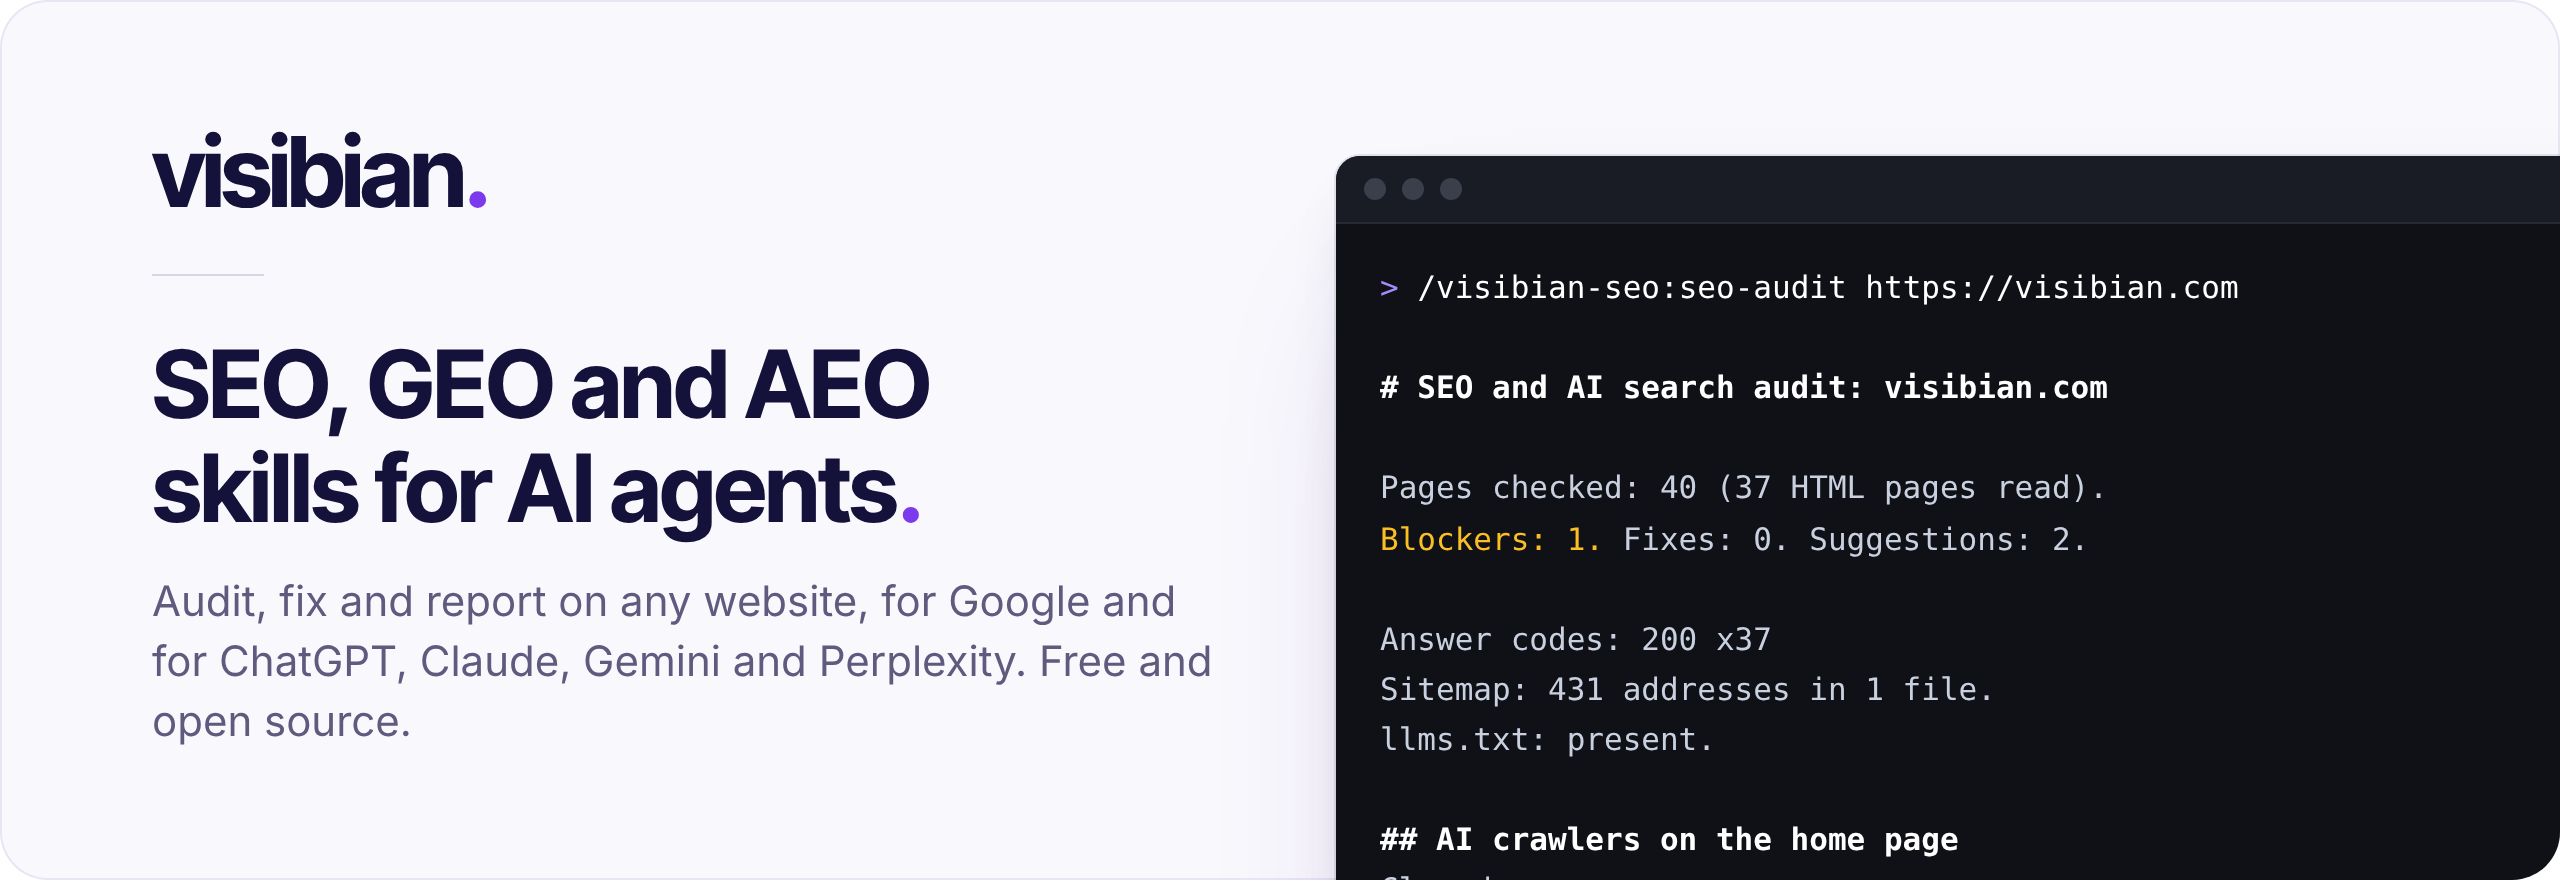 visibian.
SEO, GEO and AEO
skills for AI agents.
Audit, fix and report on any website, for Google and
for ChatGPT, Claude, Gemini and Perplexity. Free and
open source.
> /visibian-seo:seo-audit https://visibian.com
# SEO and AI search audit: visibian.com
Pages checked: 40 (37 HTML pages read).
Blockers: 1. Fixes: 0. Suggestions: 2.
Answer codes: 200 x37
Sitemap: 431 addresses in 1 file.
llms.txt: present.
## AI crawlers on the home page